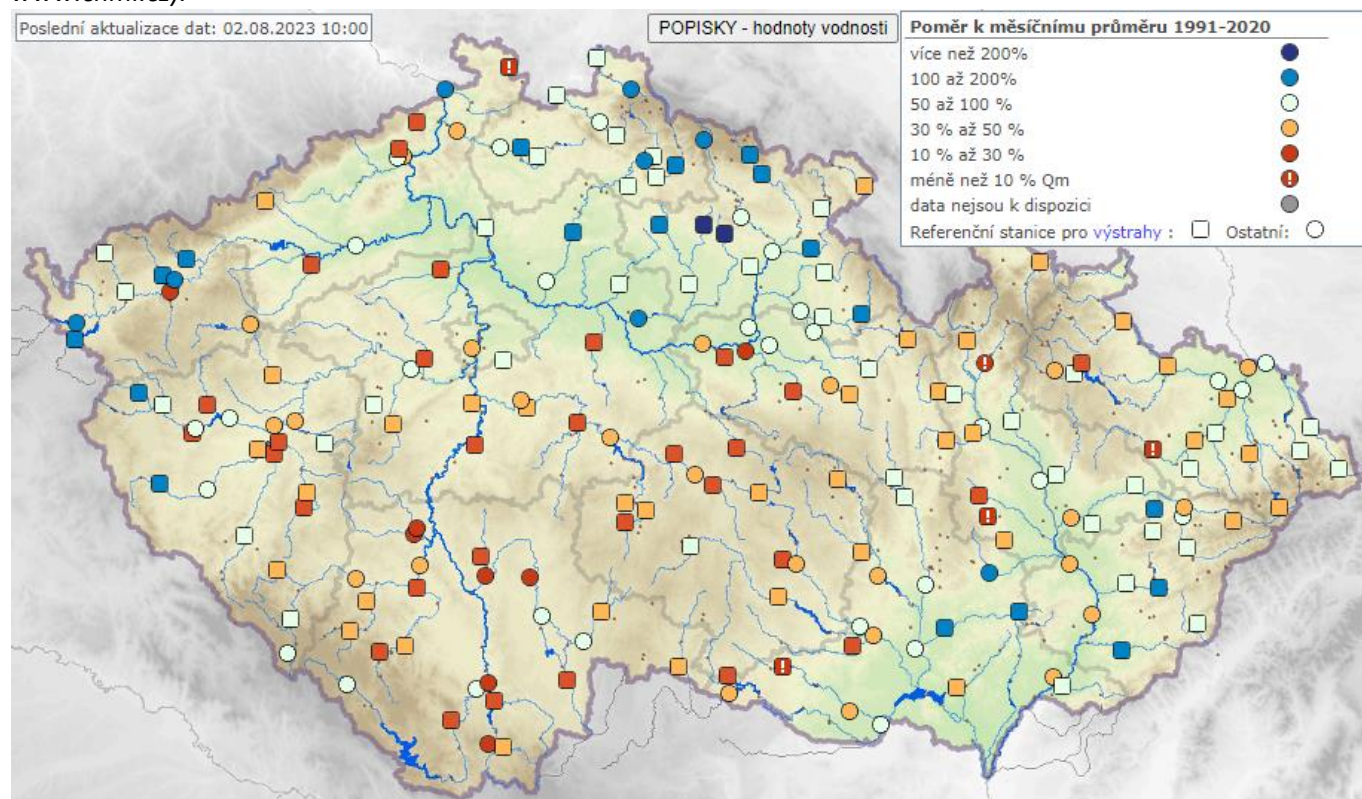 Poslední aktualizace dat: 02.08.2023 10:00
POPISKY - hodnoty vodnosti
Poměr k měsíčnímu průměru 1991-2020
více než 200%
100 až 200%
50 až 100 %
30 % až 50 %
10 % až 30 %
méně než 10 % Qm
data nejsou k dispozici
Referenční stanice pro výstrahy : Ostatní: